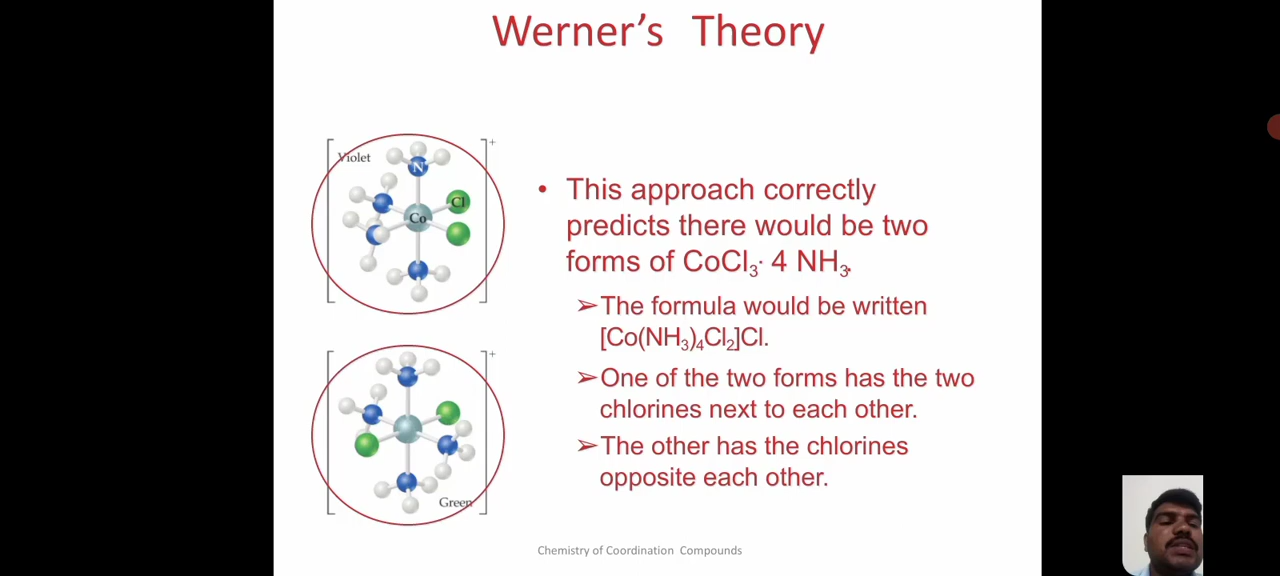 Werner's Theory
Violet
+
N
Cl
Co
+
Green
• This approach correctly
predicts there would be two
forms of CoCl₃· 4 NH₃.
➢The formula would be written
[Co(NH₃)₄Cl₂]Cl.
➢One of the two forms has the two
chlorines next to each other.
➢The other has the chlorines
opposite each other.
Chemistry of Coordination Compounds